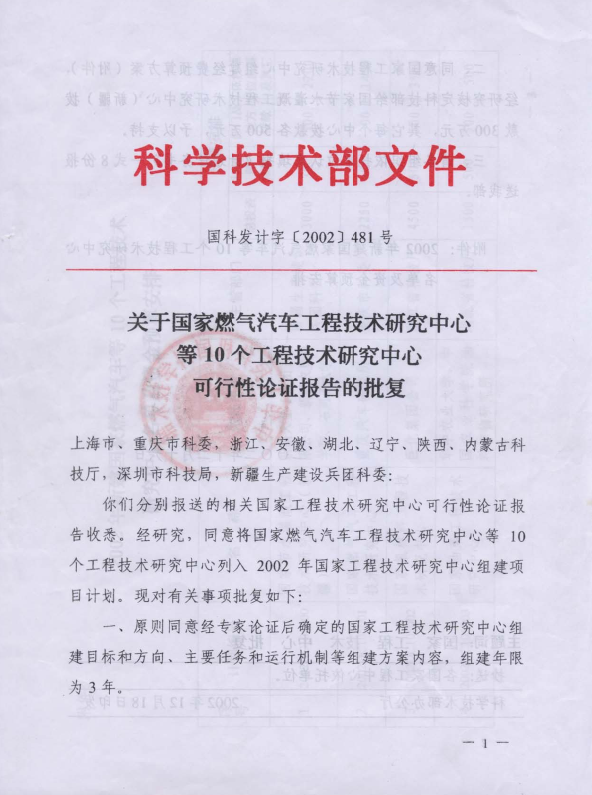 科学技术部文件
国科发计字〔2002〕481号
关于国家燃气汽车工程技术研究中心
等10个工程技术研究中心
可行性论证报告的批复
上海市、重庆市科委，浙江、安徽、湖北、辽宁、陕西、内蒙古科
技厅，深圳市科技局，新疆生产建设兵团科委：
你们分别报送的相关国家工程技术研究中心可行性论证报
告收悉。经研究，同意将国家燃气汽车工程技术研究中心等 10
个工程技术研究中心列入 2002 年国家工程技术研究中心组建项
目计划。现对有关事项批复如下：
一、原则同意经专家论证后确定的国家工程技术研究中心组
建目标和方向、主要任务和运行机制等组建方案内容，组建年限
为3年。
— 1 —